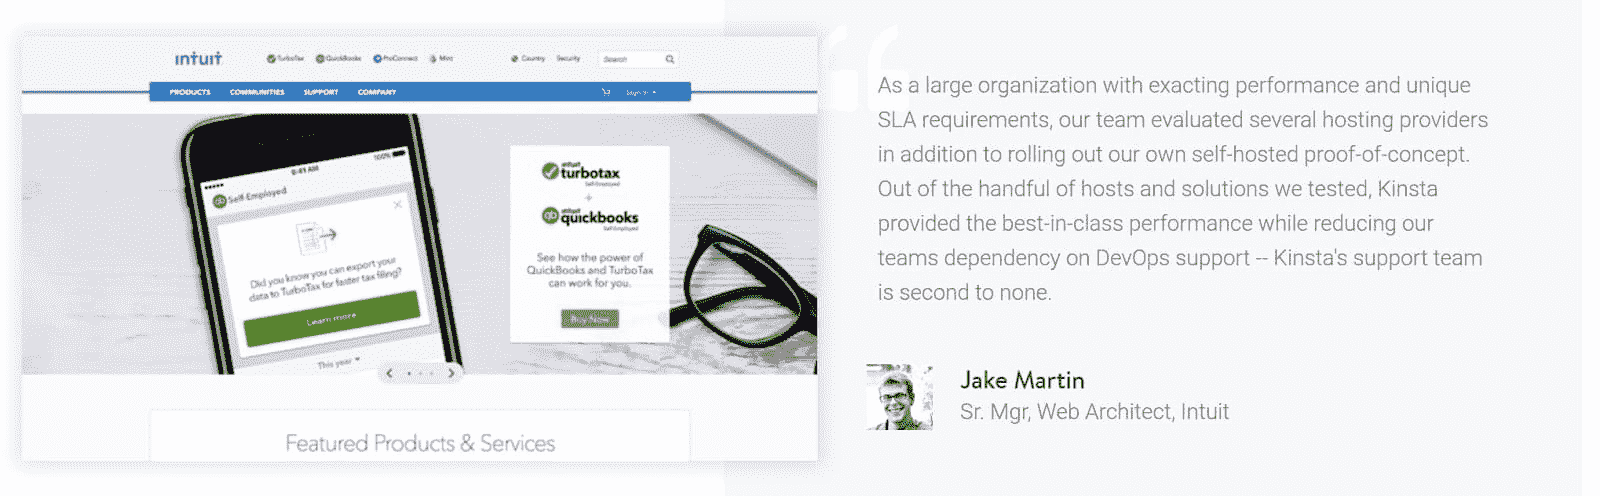 intuit
TurboTax QuickBooks ProConnect Mint
Country Security Search
PRODUCTS COMMUNITIES SUPPORT COMPANY Sign In
9:41 AM 100%
qb Self-Employed
Did you know you can export your
data to TurboTax for faster tax filing?
Learn more
This year
intuit
turbotax
Self-Employed
+
intuit
qb quickbooks
Self-Employed
See how the power of
QuickBooks and TurboTax
can work for you.
Buy Now
Featured Products & Services
“
As a large organization with exacting performance and unique
SLA requirements, our team evaluated several hosting providers
in addition to rolling out our own self-hosted proof-of-concept.
Out of the handful of hosts and solutions we tested, Kinsta
provided the best-in-class performance while reducing our
teams dependency on DevOps support -- Kinsta's support team
is second to none.
Jake Martin
Sr. Mgr, Web Architect, Intuit